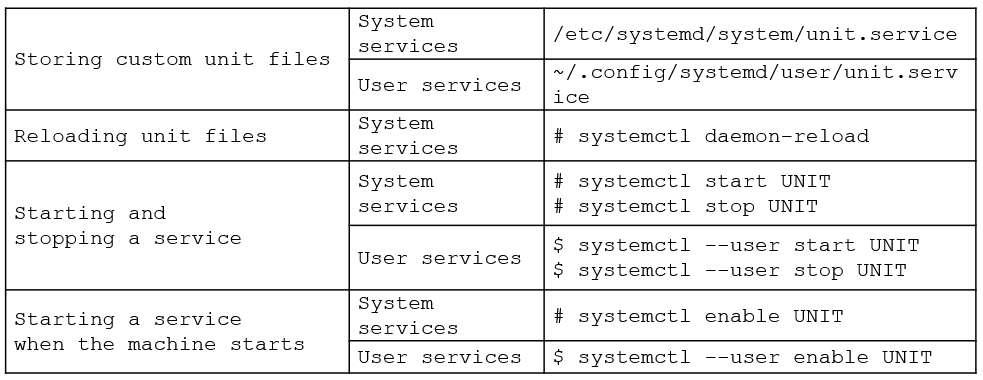 Storing custom unit files
System
services
/etc/systemd/system/unit.service
User services
~/.config/systemd/user/unit.serv
ice
Reloading unit files
System
services
# systemctl daemon-reload
Starting and
stopping a service
System
services
# systemctl start UNIT
# systemctl stop UNIT
User services
$ systemctl --user start UNIT
$ systemctl --user stop UNIT
Starting a service
when the machine starts
System
services
# systemctl enable UNIT
User services
$ systemctl --user enable UNIT